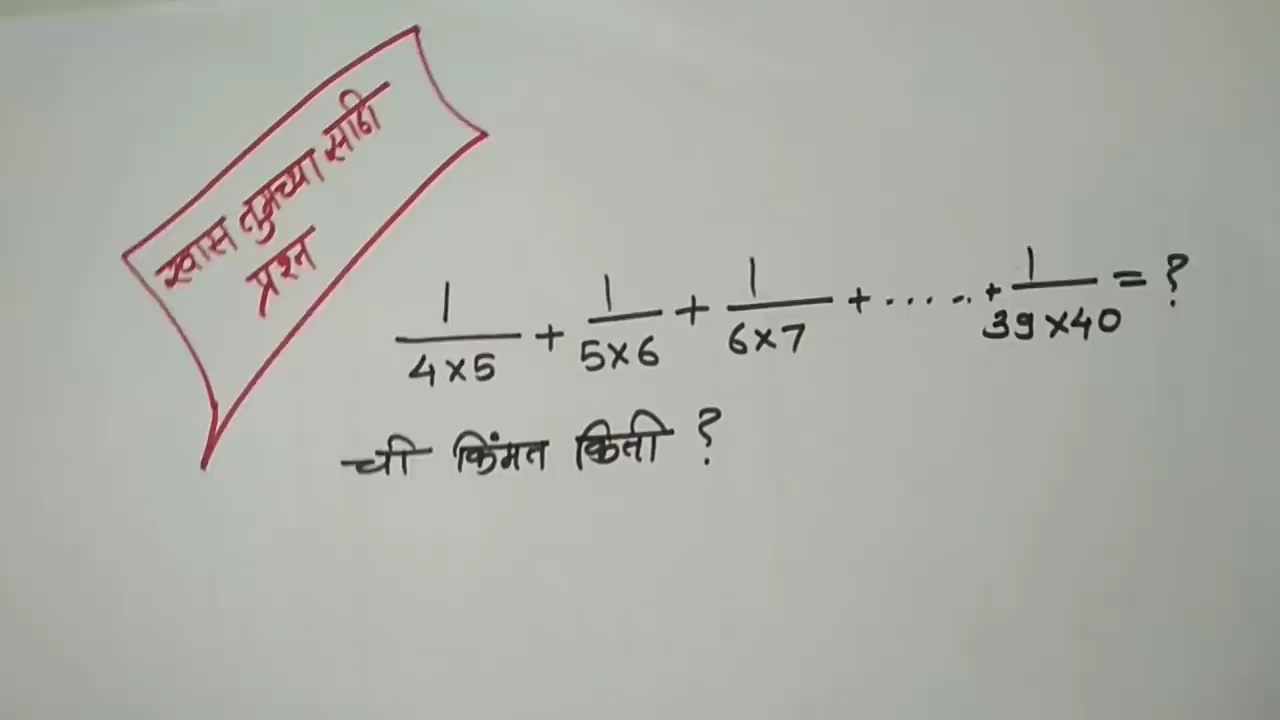 खास तुमच्या साठी
प्रश्न
1/4×5 + 1/5×6 + 1/6×7 + ..... + 1/39×40 = ?
ची किंमत किती ?